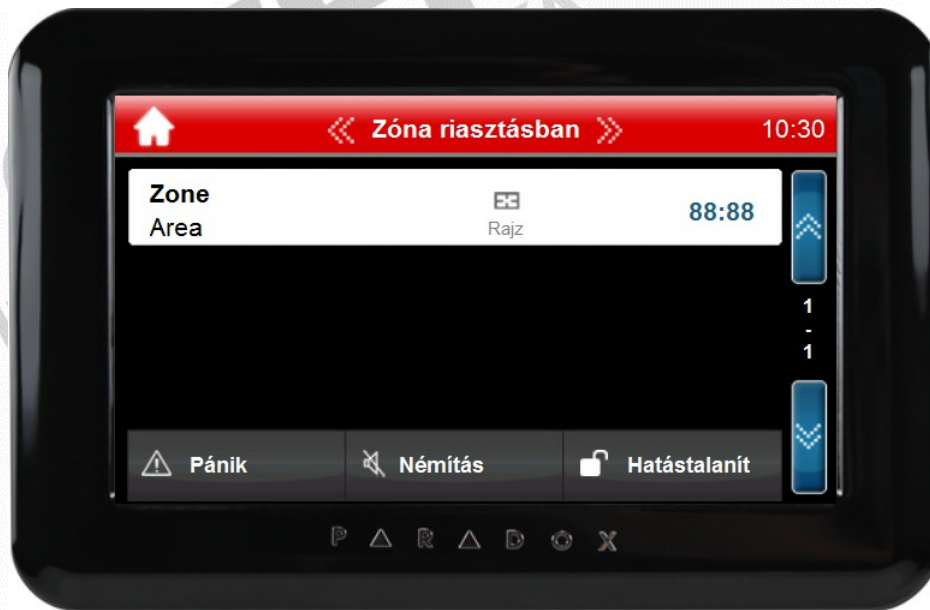 Zóna riasztásban
10:30
Zone
Area
Rajz
88:88
1
-
1
Pánik
Némítás
Hatástalanít
PARADOX